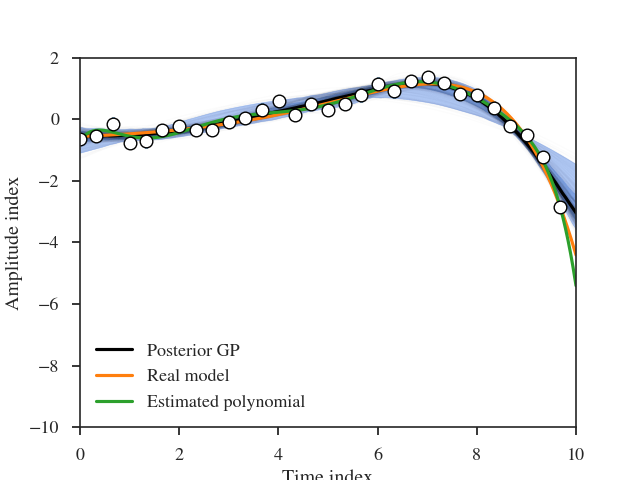 2
0
−2
−4
−6
−8
−10
Amplitude index
Posterior GP
Real model
Estimated polynomial
0 2 4 6 8 10
Time index